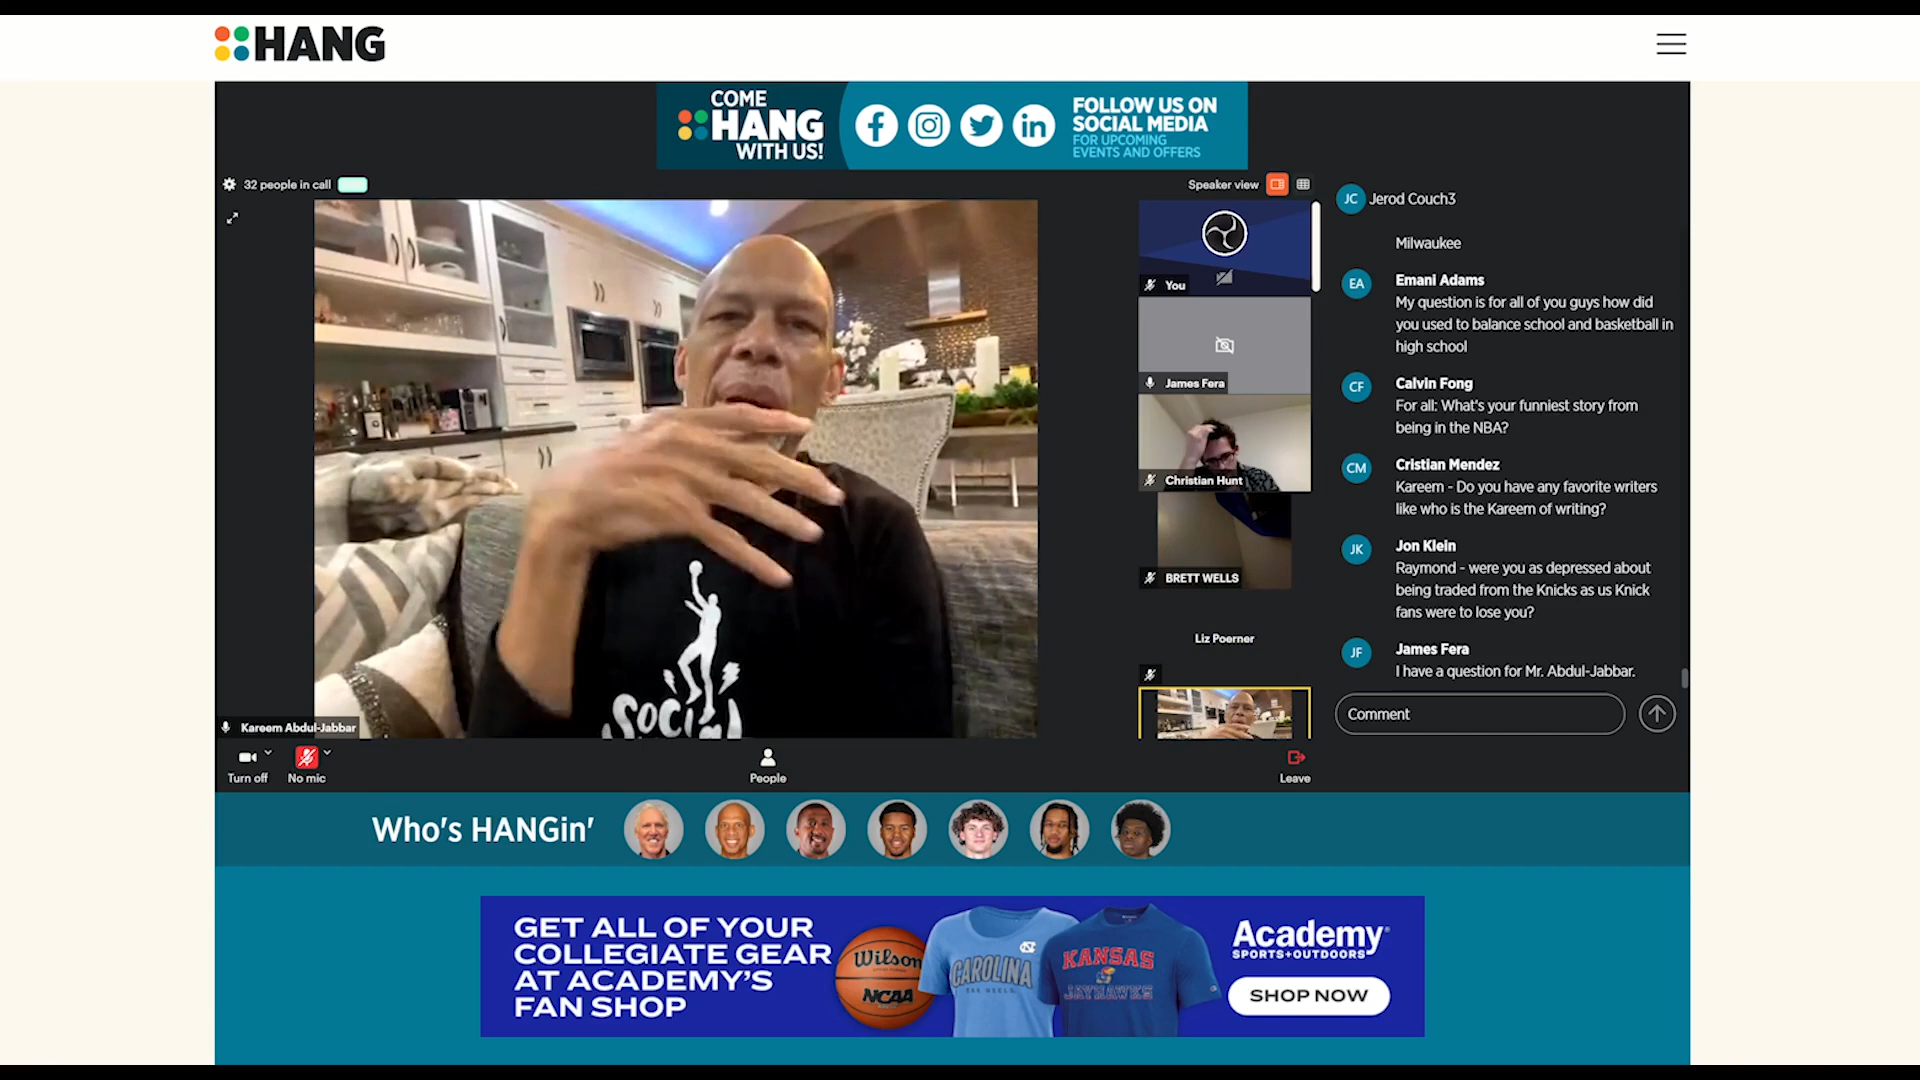 HANG
COME
HANG
WITH US!
FOLLOW US ON
SOCIAL MEDIA
FOR UPCOMING
EVENTS AND OFFERS
32 people in call
Speaker view
You
James Fera
Christian Hunt
BRETT WELLS
Liz Poerner
Kareem Abdul-Jabbar
SOCIAL
JC Jerod Couch3
Milwaukee
EA Emani Adams
My question is for all of you guys how did
you used to balance school and basketball in
high school
CF Calvin Fong
For all: What's your funniest story from
being in the NBA?
CM Cristian Mendez
Kareem - Do you have any favorite writers
like who is the Kareem of writing?
JK Jon Klein
Raymond - were you as depressed about
being traded from the Knicks as us Knick
fans were to lose you?
JF James Fera
I have a question for Mr. Abdul-Jabbar.
Comment
Turn off
No mic
People
Leave
Who's HANGin'
GET ALL OF YOUR
COLLEGIATE GEAR
AT ACADEMY'S
FAN SHOP
Wilson
NCAA
NC
CAROLINA
TAR HEELS
KANSAS
JAYHAWKS
Academy
SPORTS+OUTDOORS
SHOP NOW